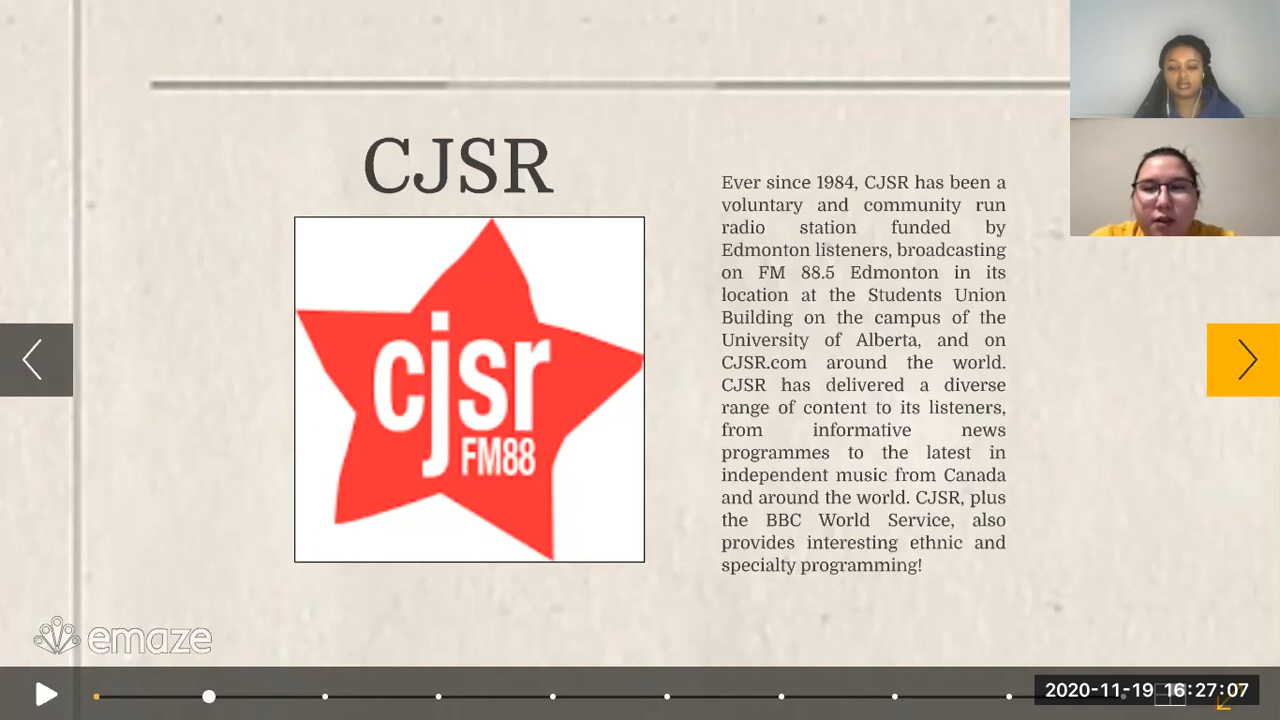 CJSR
cjsr
FM88
Ever since 1984, CJSR has been a
voluntary and community run
radio station funded by
Edmonton listeners, broadcasting
on FM 88.5 Edmonton in its
location at the Students Union
Building on the campus of the
University of Alberta, and on
CJSR.com around the world.
CJSR has delivered a diverse
range of content to its listeners,
from informative news
programmes to the latest in
independent music from Canada
and around the world. CJSR, plus
the BBC World Service, also
provides interesting ethnic and
specialty programming!
emaze
2020-11-19 16:27:07